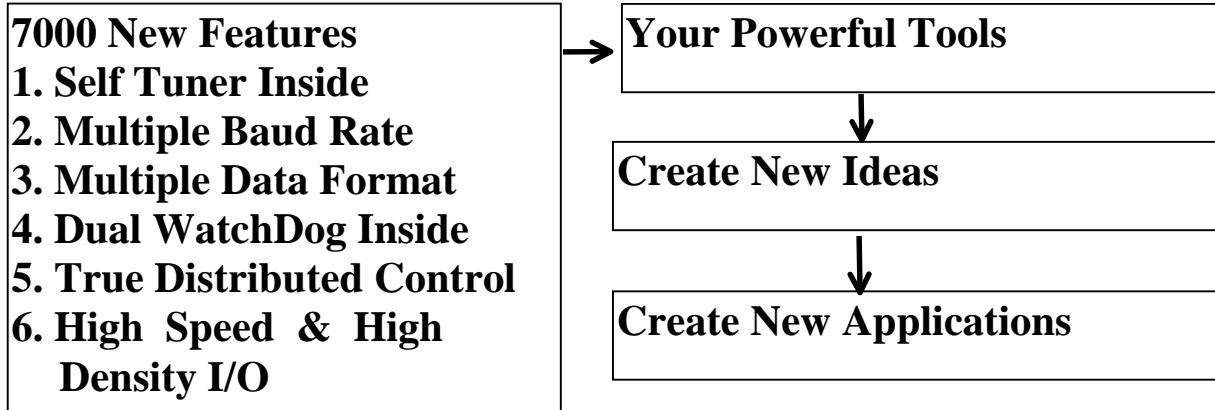 7000 New Features
1. Self Tuner Inside
2. Multiple Baud Rate
3. Multiple Data Format
4. Dual WatchDog Inside
5. True Distributed Control
6. High Speed & High
Density I/O
Your Powerful Tools
Create New Ideas
Create New Applications